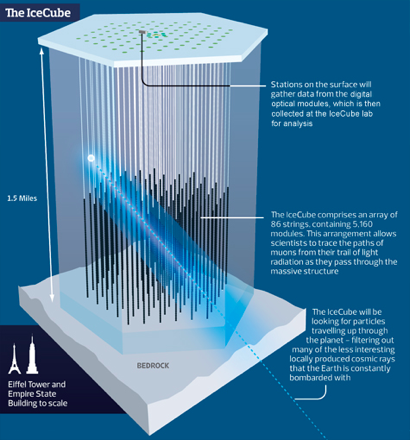 The IceCube
Stations on the surface will
gather data from the digital
optical modules, which is then
collected at the IceCube lab
for analysis
1.5 Miles
The IceCube comprises an array of
86 strings, containing 5,160
modules. This arrangement allows
scientists to trace the paths of
muons from their trail of light
radiation as they pass through the
massive structure
The IceCube will be
looking for particles
travelling up through
the planet – filtering out
many of the less interesting
locally produced cosmic rays
that the Earth is constantly
bombarded with
BEDROCK
Eiffel Tower and
Empire State
Building to scale